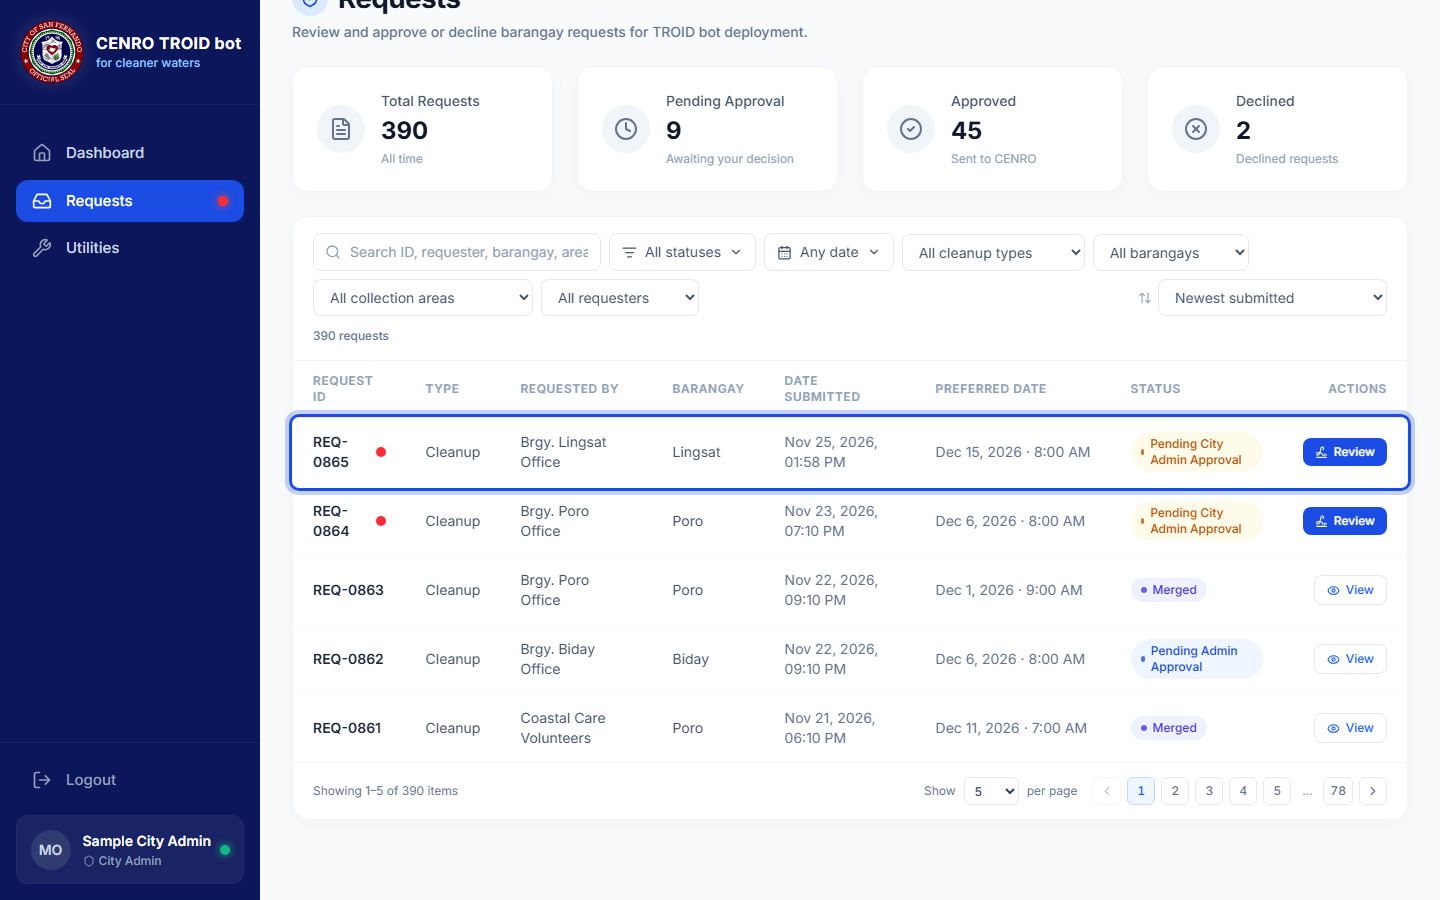 CITY OF SAN FERNANDO
OFFICIAL SEAL
CENRO TROID bot
for cleaner waters
Dashboard
Requests
Utilities
Logout
MO
Sample City Admin
City Admin
Requests
Review and approve or decline barangay requests for TROID bot deployment.
Total Requests
390
All time
Pending Approval
9
Awaiting your decision
Approved
45
Sent to CENRO
Declined
2
Declined requests
Search ID, requester, barangay, area
All statuses
Any date
All cleanup types
All barangays
All collection areas
All requesters
Newest submitted
390 requests
REQUEST ID TYPE REQUESTED BY BARANGAY DATE SUBMITTED PREFERRED DATE STATUS ACTIONS
REQ-0865 Cleanup Brgy. Lingsat Office Lingsat Nov 25, 2026, 01:58 PM Dec 15, 2026 · 8:00 AM Pending City Admin Approval Review
REQ-0864 Cleanup Brgy. Poro Office Poro Nov 23, 2026, 07:10 PM Dec 6, 2026 · 8:00 AM Pending City Admin Approval Review
REQ-0863 Cleanup Brgy. Poro Office Poro Nov 22, 2026, 09:10 PM Dec 1, 2026 · 9:00 AM Merged View
REQ-0862 Cleanup Brgy. Biday Office Biday Nov 22, 2026, 09:10 PM Dec 6, 2026 · 8:00 AM Pending Admin Approval View
REQ-0861 Cleanup Coastal Care Volunteers Poro Nov 21, 2026, 06:10 PM Dec 11, 2026 · 7:00 AM Merged View
Showing 1–5 of 390 items
Show 5 per page
1 2 3 4 5 ... 78